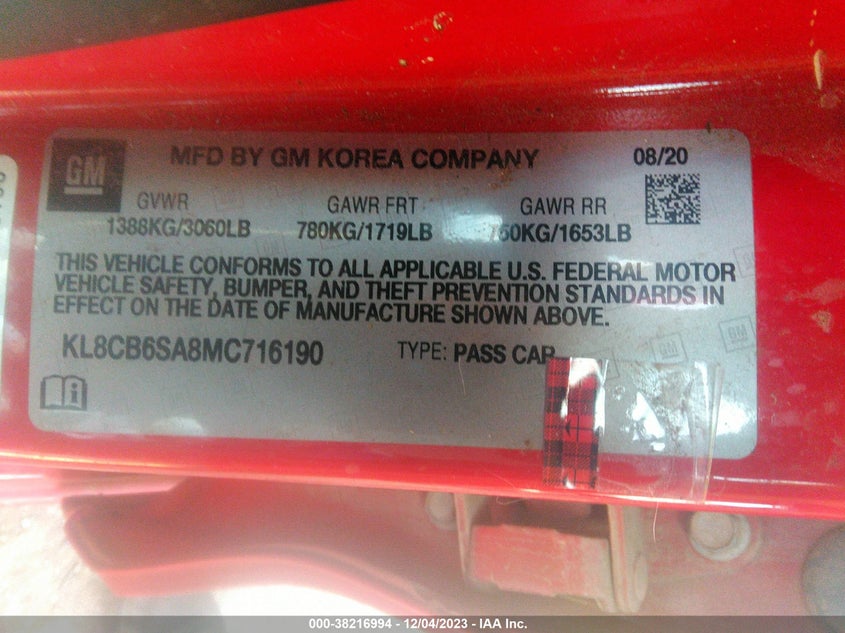 GM
MFD BY GM KOREA COMPANY 08/20
GVWR GAWR FRT GAWR RR
1388KG/3060LB 780KG/1719LB 750KG/1653LB
THIS VEHICLE CONFORMS TO ALL APPLICABLE U.S. FEDERAL MOTOR
VEHICLE SAFETY, BUMPER, AND THEFT PREVENTION STANDARDS IN
EFFECT ON THE DATE OF MANUFACTURE SHOWN ABOVE.
KL8CB6SA8MC716190 TYPE: PASS CAR
000-38216994 - 12/04/2023 - IAA Inc.